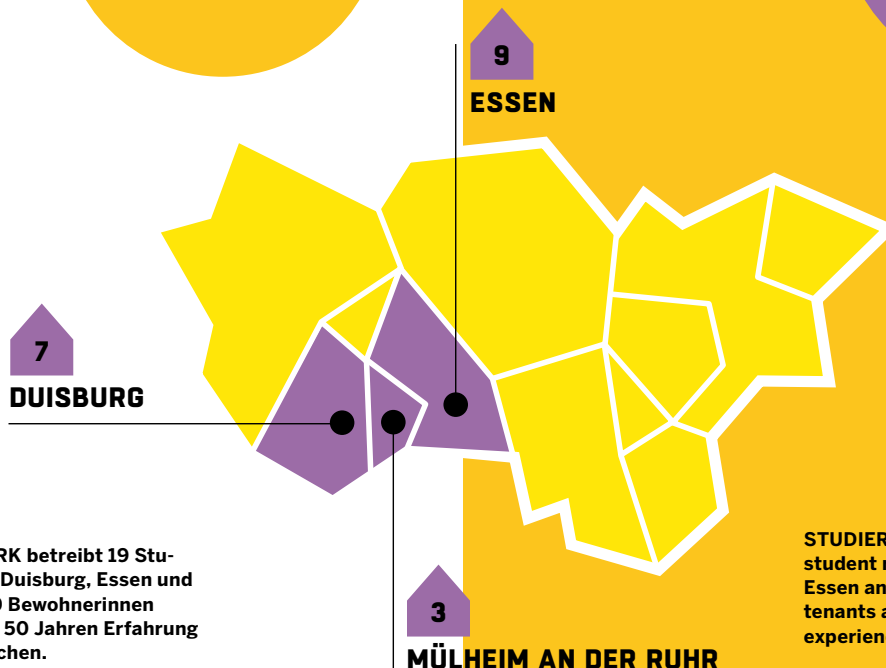 9
ESSEN
7
DUISBURG
RK betreibt 19 Stu-
Duisburg, Essen und
Bewohnerinnen
50 Jahren Erfahrung
chen.
3
MÜLHEIM AN DER RUHR
STUDIER
student
Essen an
tenants a
experien